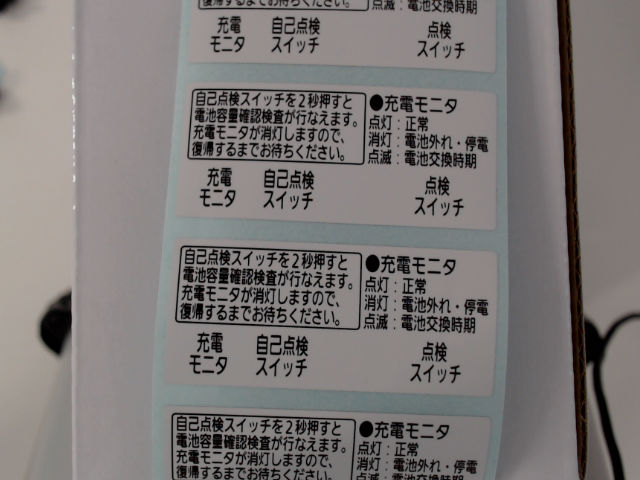 復帰するまでお待ちください。
点滅：電池交換時期
充電 自己点検 点検
モニタ スイッチ スイッチ
自己点検スイッチを2秒押すと
電池容量確認検査が行なえます。
充電モニタが消灯しますので、
復帰するまでお待ちください。
●充電モニタ
点灯：正常
消灯：電池外れ・停電
点滅：電池交換時期
充電 自己点検 点検
モニタ スイッチ スイッチ
自己点検スイッチを2秒押すと
電池容量確認検査が行なえます。
充電モニタが消灯しますので、
復帰するまでお待ちください。
●充電モニタ
点灯：正常
消灯：電池外れ・停電
点滅：電池交換時期
充電 自己点検 点検
モニタ スイッチ スイッチ
自己点検スイッチを2秒押すと
電池容量確認検査が行なえます。
充電モニタが消灯しますので、
復帰するまでお待ちください。
●充電モニタ
点灯：正常
消灯：電池外れ・停電
点滅：電池交換時期